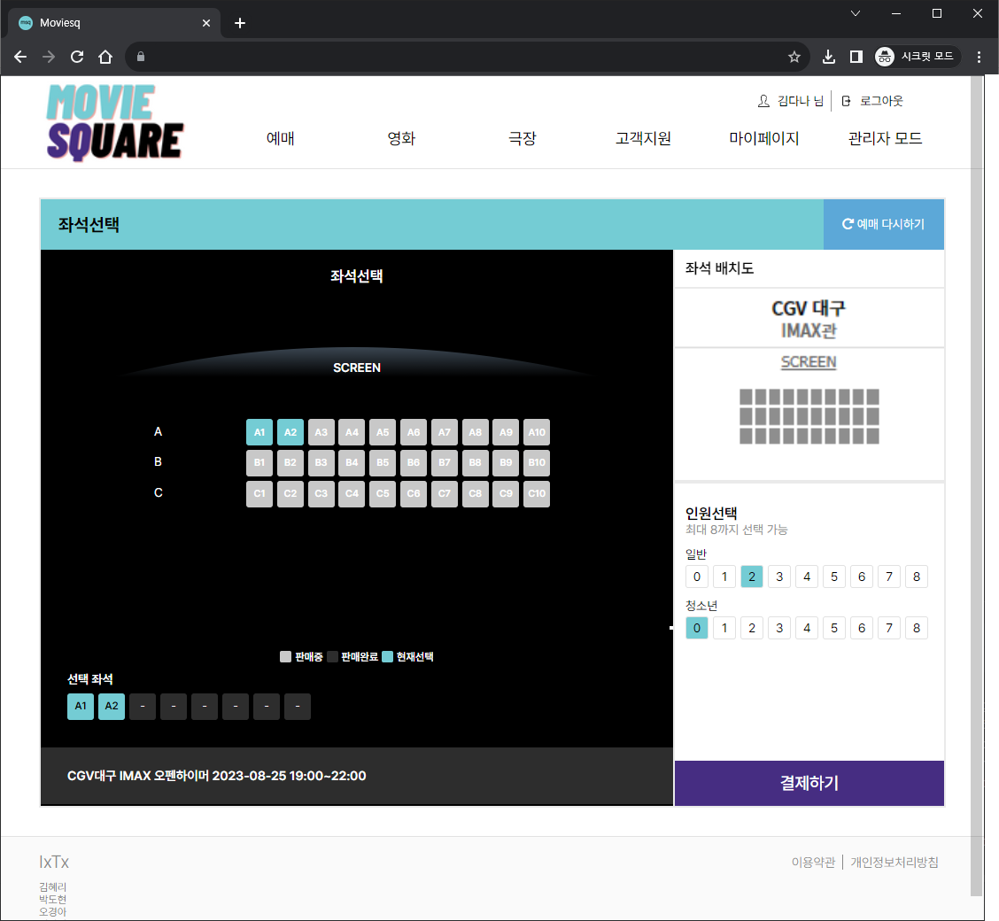 msq Moviesq
시크릿 모드
MOVIE
SQUARE
김다나 님 로그아웃
예매 영화 극장 고객지원 마이페이지 관리자 모드
좌석선택
예매 다시하기
좌석선택
SCREEN
A A1 A2 A3 A4 A5 A6 A7 A8 A9 A10
B B1 B2 B3 B4 B5 B6 B7 B8 B9 B10
C C1 C2 C3 C4 C5 C6 C7 C8 C9 C10
판매중 판매완료 현재선택
선택 좌석
A1 A2 - - - - - -
CGV대구 IMAX 오펜하이머 2023-08-25 19:00~22:00
좌석 배치도
CGV 대구
IMAX관
SCREEN
인원선택
최대 8까지 선택 가능
일반
0 1 2 3 4 5 6 7 8
청소년
0 1 2 3 4 5 6 7 8
결제하기
IxTx
이용약관 개인정보처리방침
김혜리
박도현
오경아